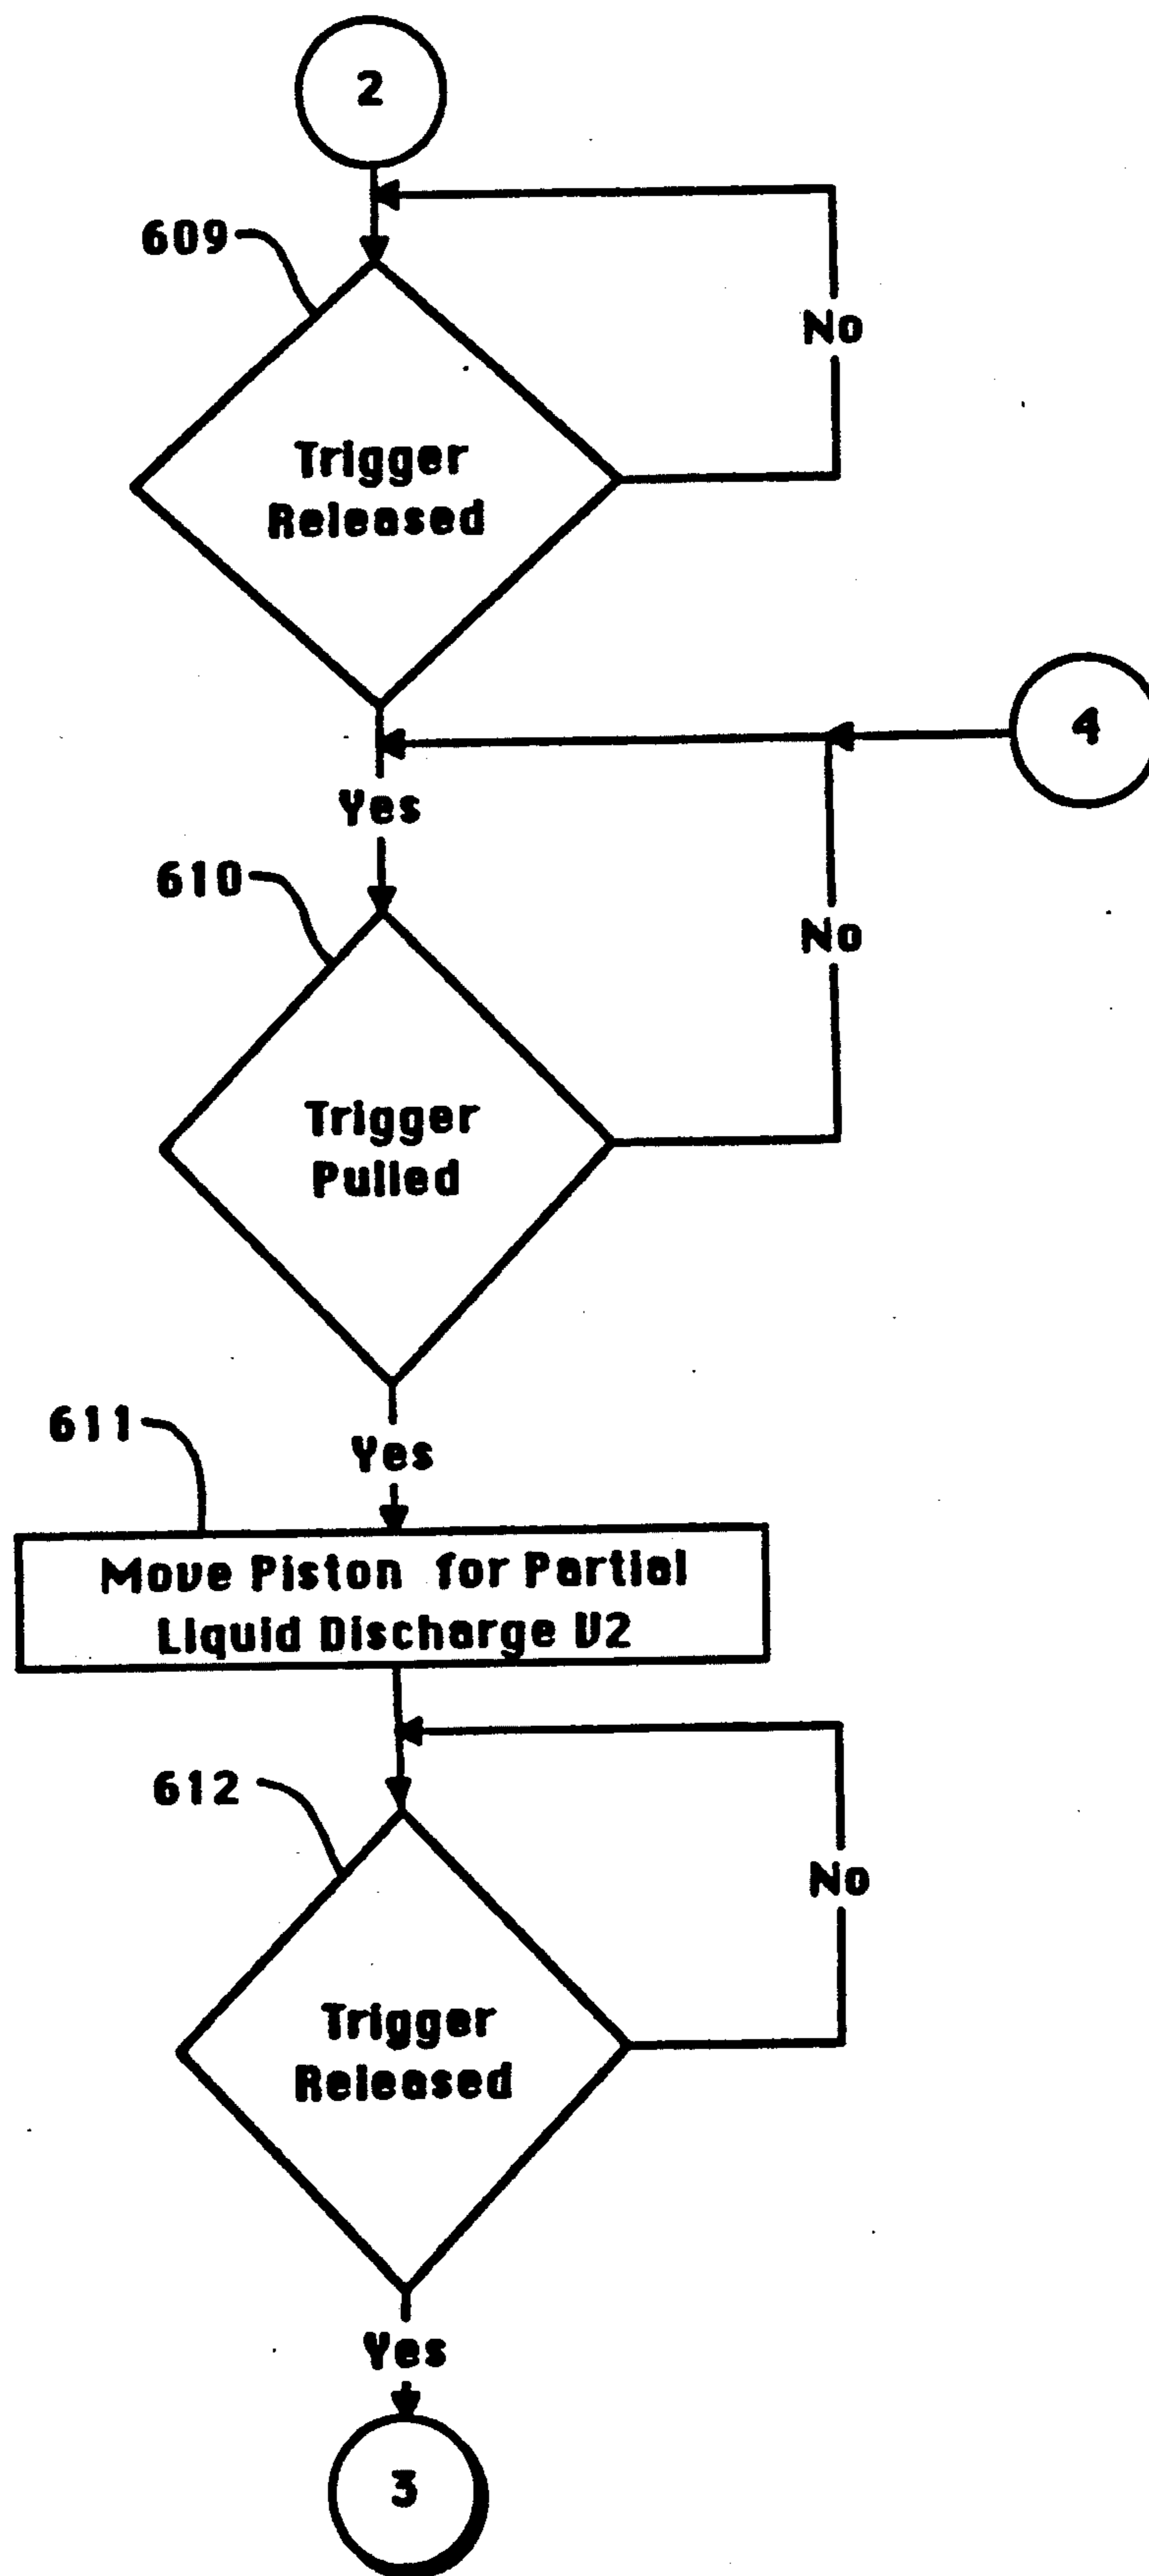 2
609
No
Trigger
Released
4
Yes
610
No
Trigger
Pulled
611
Yes
Move Piston for Partial
Liquid Discharge V2
612
No
Trigger
Released
Yes
3